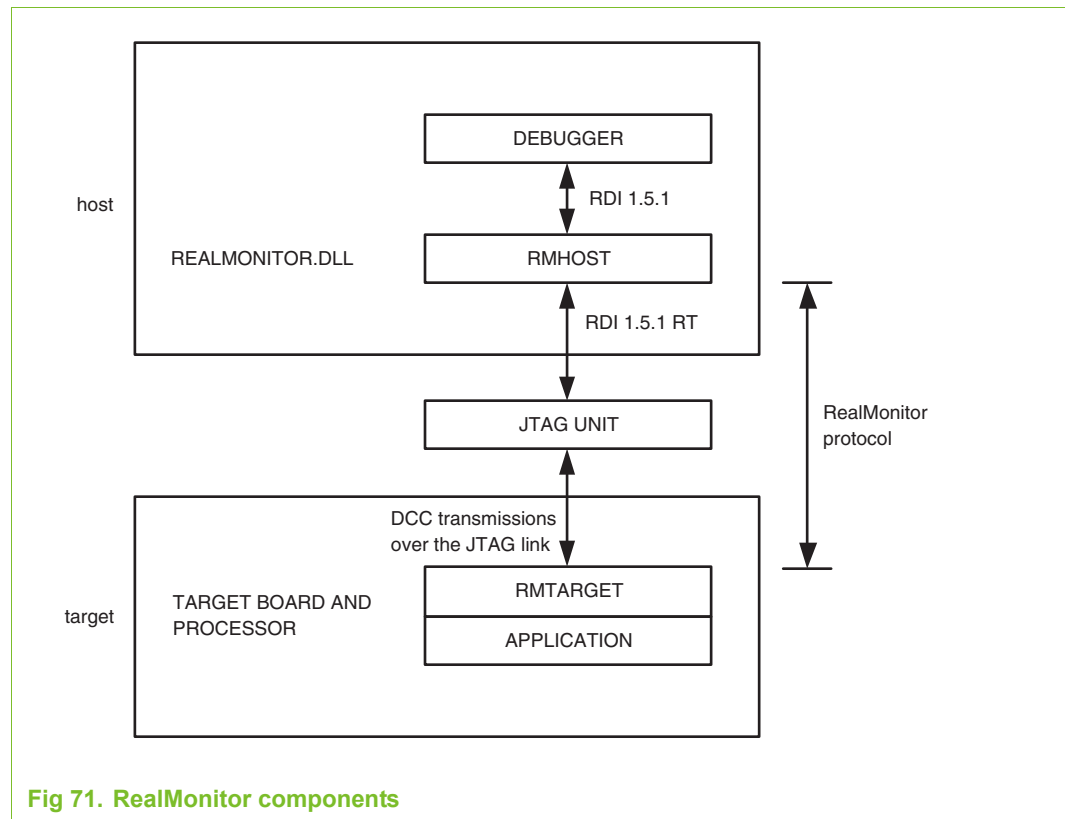 DEBUGGER
RDI 1.5.1
host
REALMONITOR.DLL
RMHOST
RDI 1.5.1 RT
JTAG UNIT
RealMonitor
protocol
DCC transmissions
over the JTAG link
target
TARGET BOARD AND
PROCESSOR
RMTARGET
APPLICATION
Fig 71. RealMonitor components